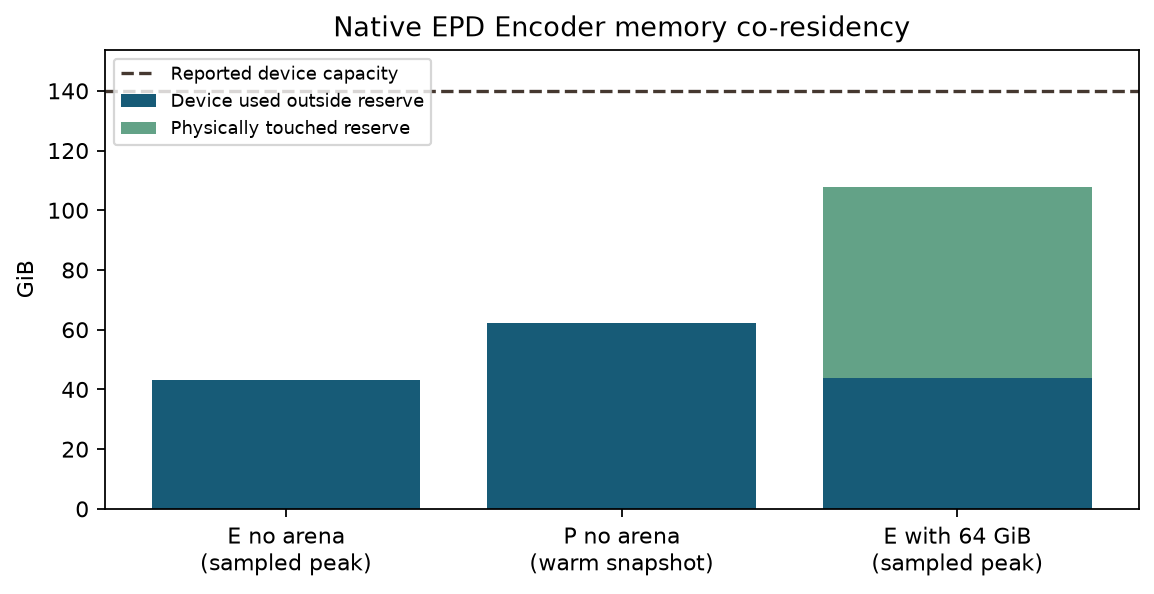 Native EPD Encoder memory co-residency
Reported device capacity
Device used outside reserve
Physically touched reserve
GiB
140
120
100
80
60
40
20
0
E no arena
(sampled peak)
P no arena
(warm snapshot)
E with 64 GiB
(sampled peak)